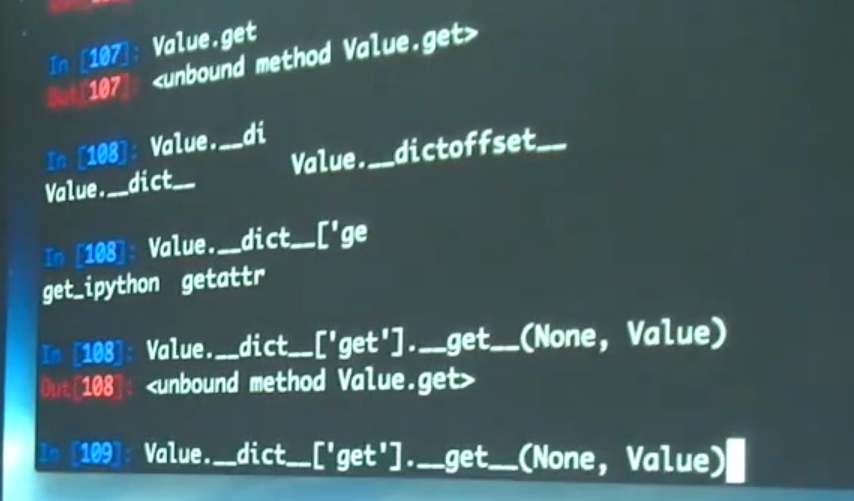 In [107]: Value.get
Out[107]: <unbound method Value.get>
In [108]: Value.__di
Value.__dict__ Value.__dictoffset__
In [108]: Value.__dict__['ge
get_ipython getattr
In [108]: Value.__dict__['get'].__get__(None, Value)
Out[108]: <unbound method Value.get>
In [109]: Value.__dict__['get'].__get__(None, Value)